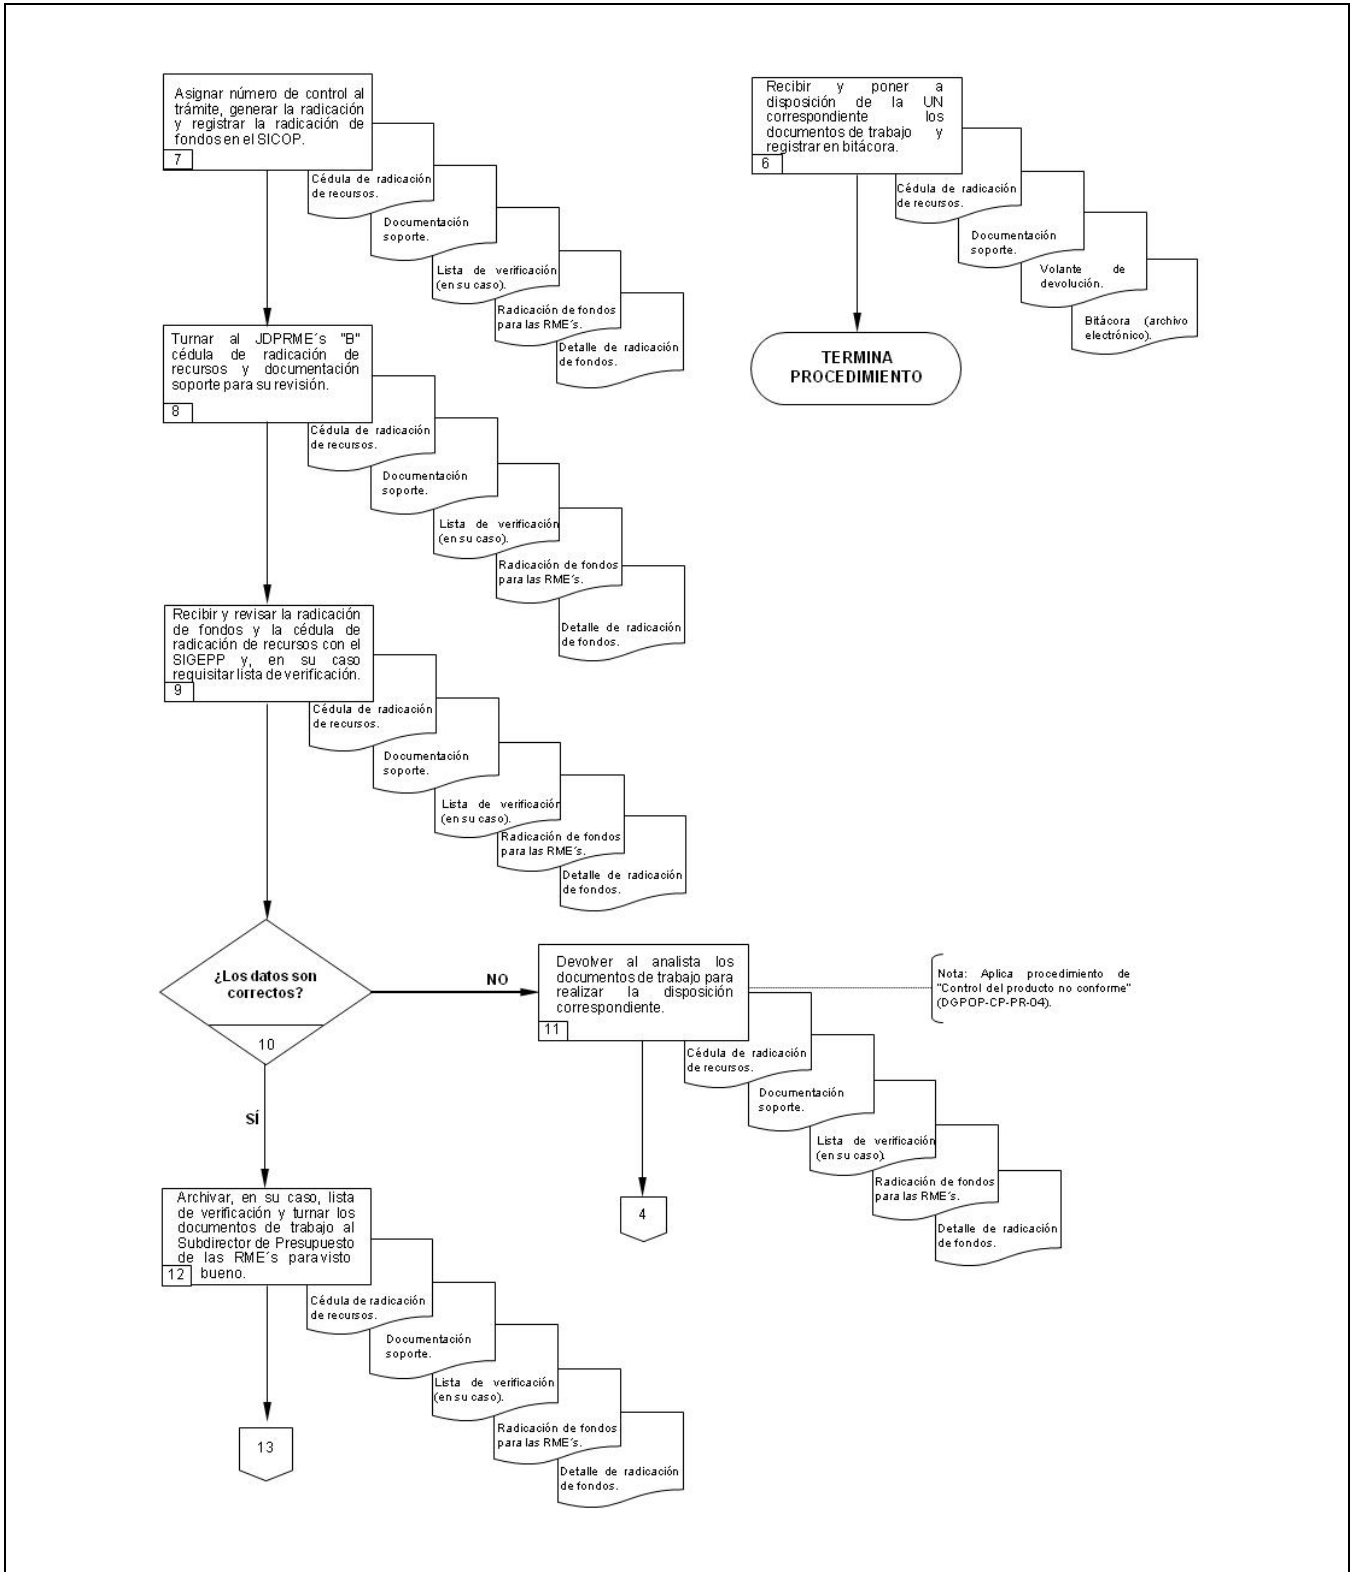 Asignar número de control al
trámite, generar la radicación
y registrar la radicación de
fondos en el SICOP.
7
Cédula de radicación
de recursos.
Documentación
soporte.
Lista de verificación
(en su caso).
Radicación de fondos
para las RME´s.
Detalle de radicación
de fondos.
Recibir y poner a
disposición de la UN
correspondiente los
documentos de trabajo y
registrar en bitácora.
6
Cédula de radicación
de recursos.
Documentación
soporte.
Volante de
devolución.
Bitácora (archivo
electrónico).
TERMINA
PROCEDIMIENTO
Turnar al JDPRME´s "B"
cédula de radicación de
recursos y documentación
soporte para su revisión.
8
Cédula de radicación
de recursos.
Documentación
soporte.
Lista de verificación
(en su caso).
Radicación de fondos
para las RME´s.
Detalle de radicación
de fondos.
Recibir y revisar la radicación
de fondos y la cédula de
radicación de recursos con el
SIGEPP y, en su caso
requisitar lista de verificación.
9
Cédula de radicación
de recursos.
Documentación
soporte.
Lista de verificación
(en su caso).
Radicación de fondos
para las RME´s.
Detalle de radicación
de fondos.
¿Los datos son
correctos?
10
NO
SÍ
Devolver al analista los
documentos de trabajo para
realizar la disposición
correspondiente.
11
Nota: Aplica procedimiento de
"Control del producto no conforme"
(DGPOP-CP-PR-04).
Cédula de radicación
de recursos.
Documentación
soporte.
Lista de verificación
(en su caso).
Radicación de fondos
para las RME´s.
Detalle de radicación
de fondos.
4
Archivar, en su caso, lista
de verificación y turnar los
documentos de trabajo al
Subdirector de Presupuesto
de las RME´s para visto
bueno.
12
Cédula de radicación
de recursos.
Documentación
soporte.
Lista de verificación
(en su caso).
Radicación de fondos
para las RME´s.
Detalle de radicación
de fondos.
13